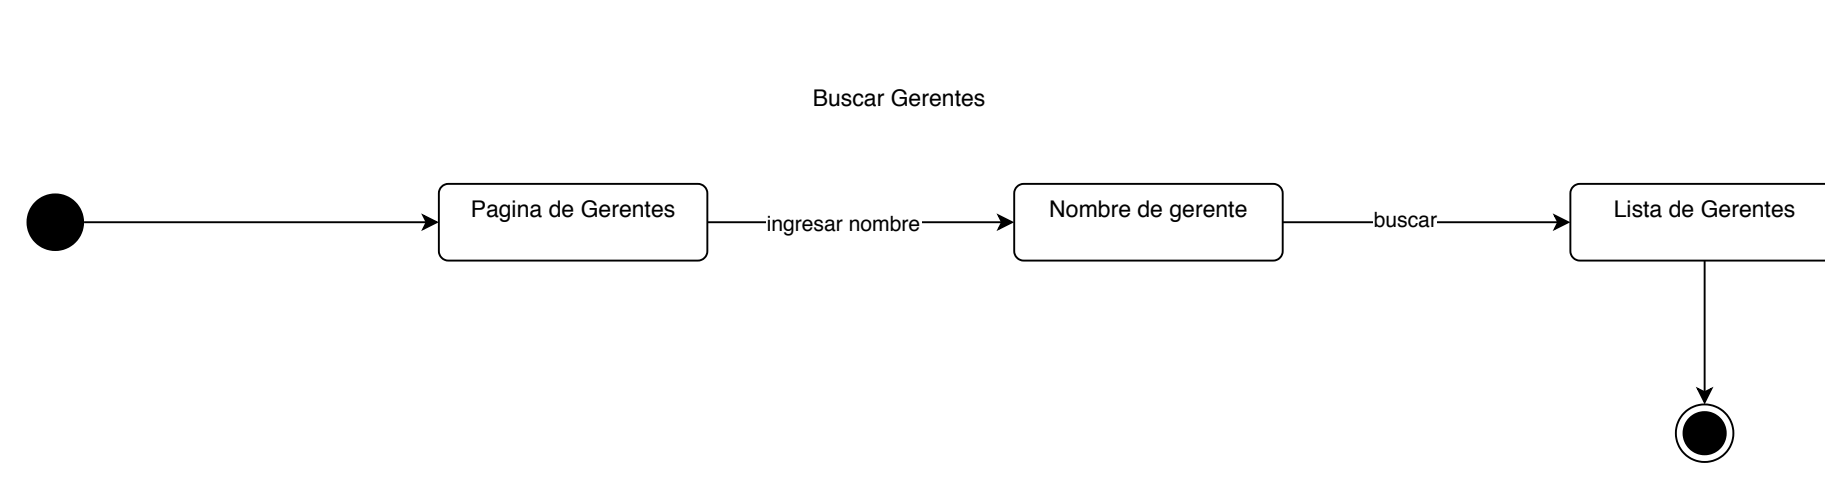 Buscar Gerentes
Pagina de Gerentes
ingresar nombre
Nombre de gerente
buscar
Lista de Gerentes